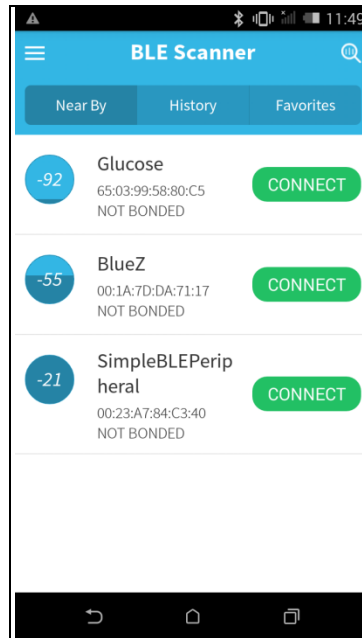 11:49
BLE Scanner
Near By History Favorites
-92
Glucose
65:03:99:58:80:C5
NOT BONDED
CONNECT
-55
BlueZ
00:1A:7D:DA:71:17
NOT BONDED
CONNECT
-21
SimpleBLEPerip
heral
00:23:A7:84:C3:40
NOT BONDED
CONNECT